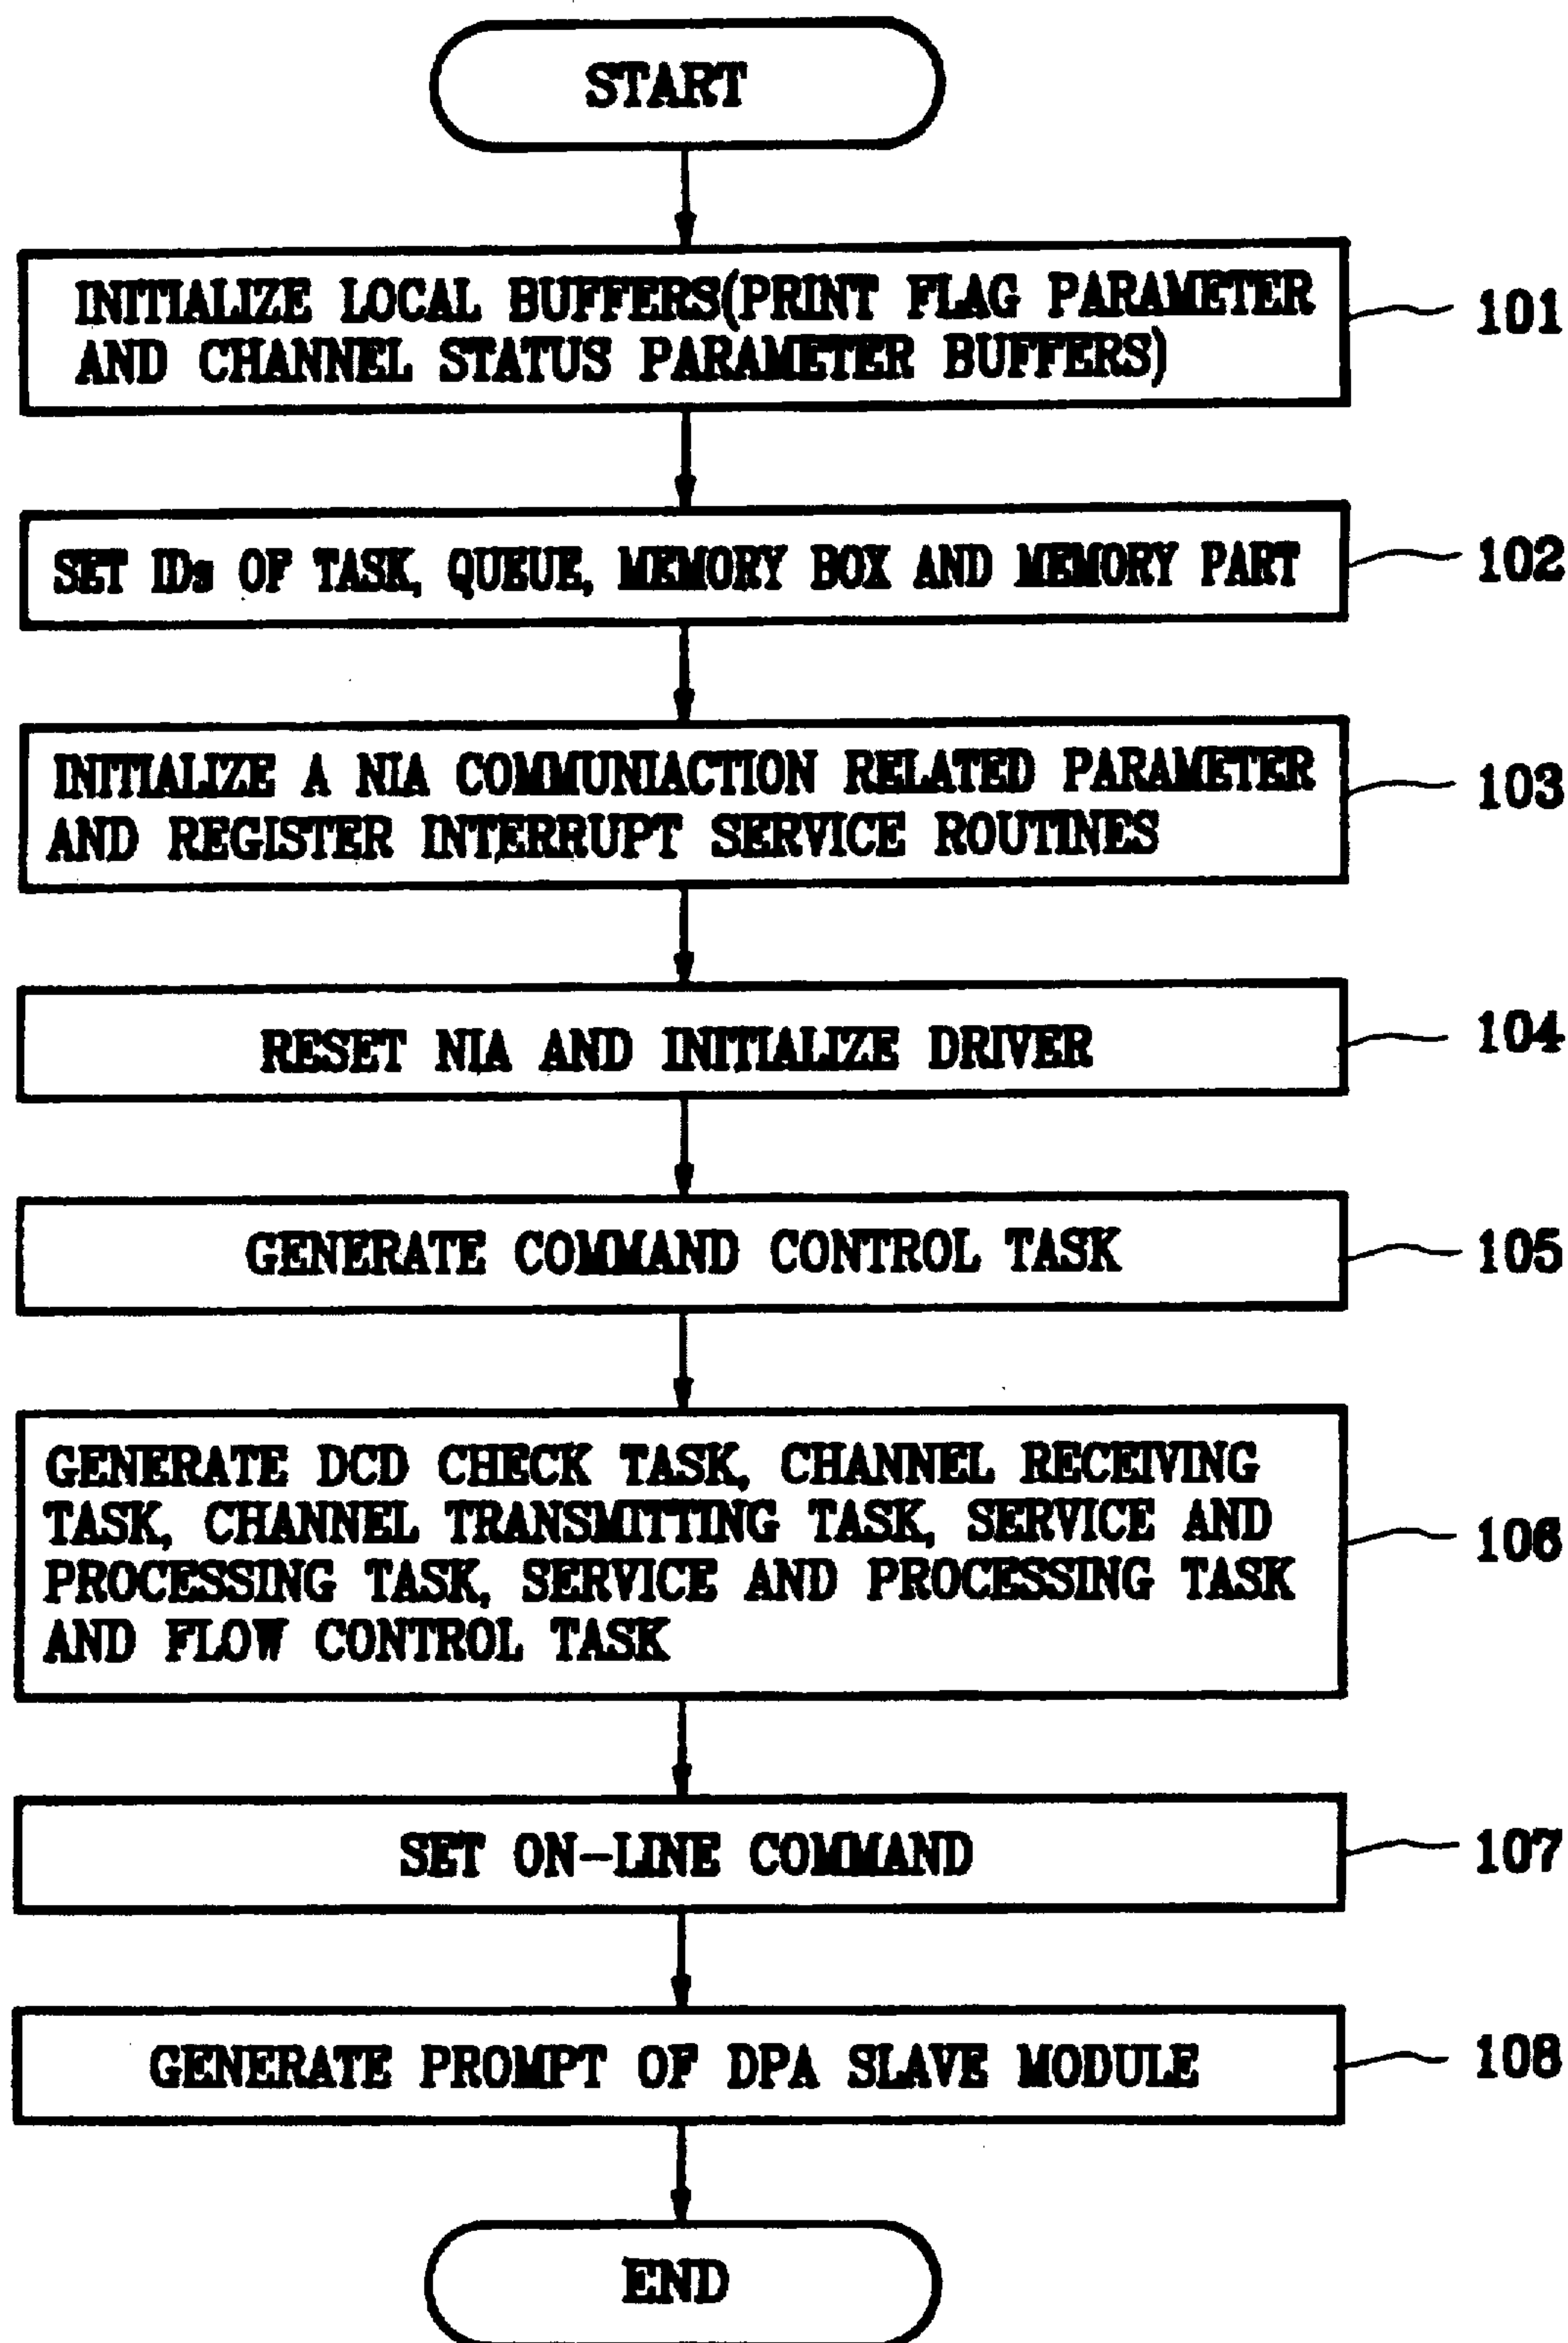 START
INITIALIZE LOCAL BUFFERS(PRINT FLAG PARAMETER
AND CHANNEL STATUS PARAMETER BUFFERS)
101
SET IDs OF TASK, QUEUE, MEMORY BOX AND MEMORY PART
102
INITIALIZE A NIA COMMUNIACTION RELATED PARAMETER
AND REGISTER INTERRUPT SERVICE ROUTINES
103
RESET NIA AND INITIALIZE DRIVER
104
GENERATE COMMAND CONTROL TASK
105
GENERATE DCD CHECK TASK, CHANNEL RECEIVING
TASK, CHANNEL TRANSMITTING TASK, SERVICE AND
PROCESSING TASK, SERVICE AND PROCESSING TASK
AND FLOW CONTROL TASK
106
SET ON-LINE COMMAND
107
GENERATE PROMPT OF DPA SLAVE MODULE
108
END